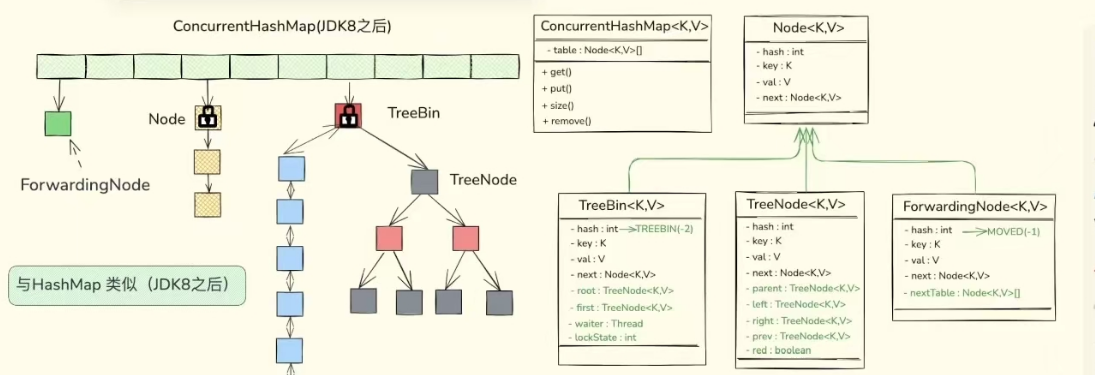 ConcurrentHashMap(JDK8之后)
Node
TreeBin
TreeNode
ForwardingNode
与HashMap 类似（JDK8之后）
ConcurrentHashMap<K,V>
- table : Node<K,V>[]
+ get()
+ put()
+ size()
+ remove()
Node<K,V>
- hash : int
- key : K
- val : V
- next : Node<K,V>
TreeBin<K,V>
- hash : int →TREEBIN(-2)
- key : K
- val : V
- next : Node<K,V>
- root : TreeNode<K,V>
- first : TreeNode<K,V>
- waiter : Thread
- lockState : int
TreeNode<K,V>
- hash : int
- key : K
- val : V
- next : Node<K,V>
- parent : TreeNode<K,V>
- left : TreeNode<K,V>
- right : TreeNode<K,V>
- prev : TreeNode<K,V>
- red : boolean
ForwardingNode<K,V>
- hash : int →MOVED(-1)
- key : K
- val : V
- next : Node<K,V>
- nextTable : Node<K,V>[]